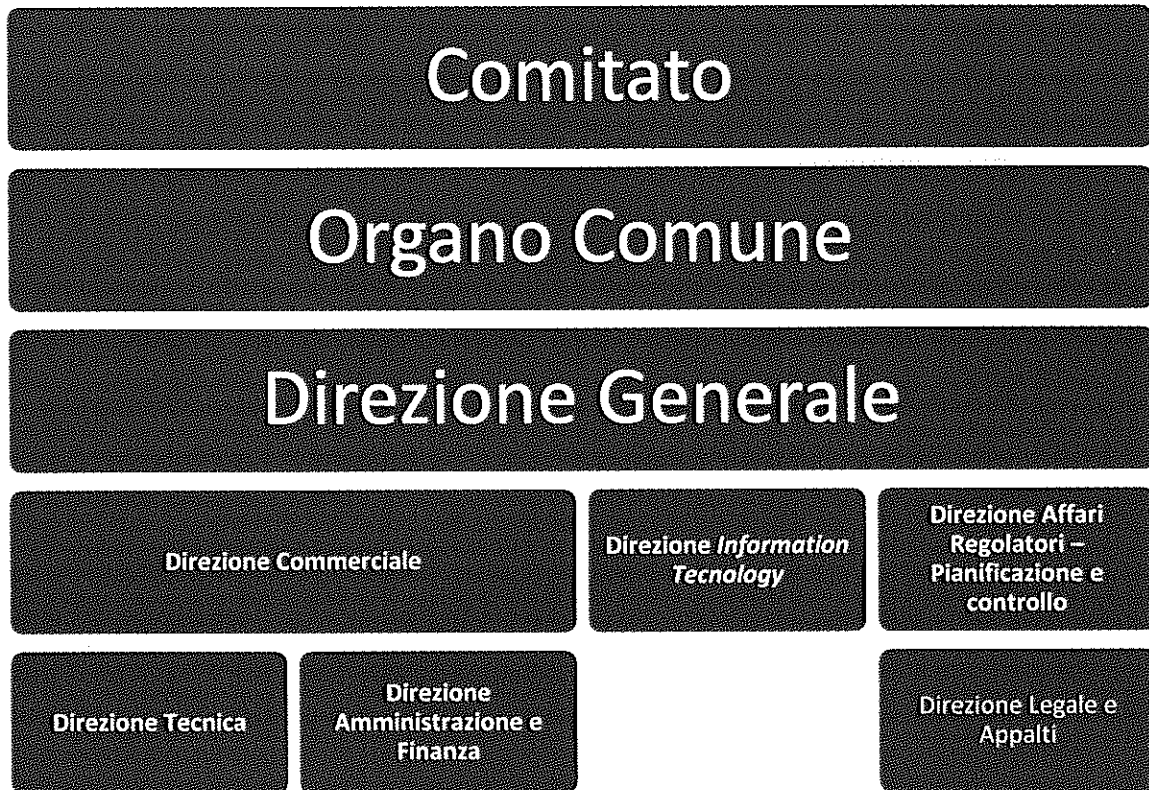 Comitato
Organo Comune
Direzione Generale
Direzione Commerciale
Direzione Information
Tecnology
Direzione Affari
Regolatori –
Pianificazione e
controllo
Direzione Tecnica
Direzione
Amministrazione e
Finanza
Direzione Legale e
Appalti